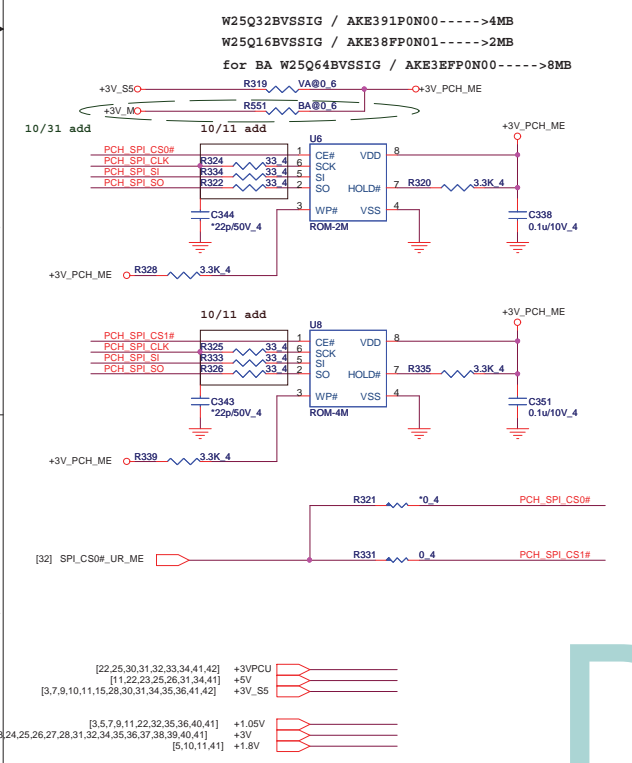 W25Q32BVSSIG / AKE391P0N00----->4MB
W25Q16BVSSIG / AKE38FP0N01----->2MB
for BA W25Q64BVSSIG / AKE3EFP0N00----->8MB
+3V_S5 R319 VA@0_6 +3V_PCH_ME
+3V_M R551 BA@0_6
10/31 add
10/11 add
U6
+3V_PCH_ME
PCH_SPI_CS0# 1 CE# VDD 8
PCH_SPI_CLK R324 33_4 6 SCK
PCH_SPI_SI R334 33_4 5 SI
PCH_SPI_SO R322 33_4 2 SO HOLD# 7 R320 3.3K_4
3 WP# VSS 4
C344
*22p/50V_4
ROM-2M
C338
0.1u/10V_4
+3V_PCH_ME R328 3.3K_4
10/11 add
U8
+3V_PCH_ME
PCH_SPI_CS1# 1 CE# VDD 8
PCH_SPI_CLK R325 33_4 6 SCK
PCH_SPI_SI R333 33_4 5 SI
PCH_SPI_SO R326 33_4 2 SO HOLD# 7 R335 3.3K_4
3 WP# VSS 4
C343
*22p/50V_4
ROM-4M
C351
0.1u/10V_4
+3V_PCH_ME R339 3.3K_4
R321 *0_4 PCH_SPI_CS0#
[32] SPI_CS0#_UR_ME R331 0_4 PCH_SPI_CS1#
[22,25,30,31,32,33,34,41,42] +3VPCU
[11,22,23,25,26,31,34,41] +5V
[3,7,9,10,11,15,28,30,31,34,35,36,41,42] +3V_S5
[3,5,7,9,11,22,32,35,36,40,41] +1.05V
,24,25,26,27,28,31,32,34,35,36,37,38,39,40,41] +3V
[5,10,11,41] +1.8V